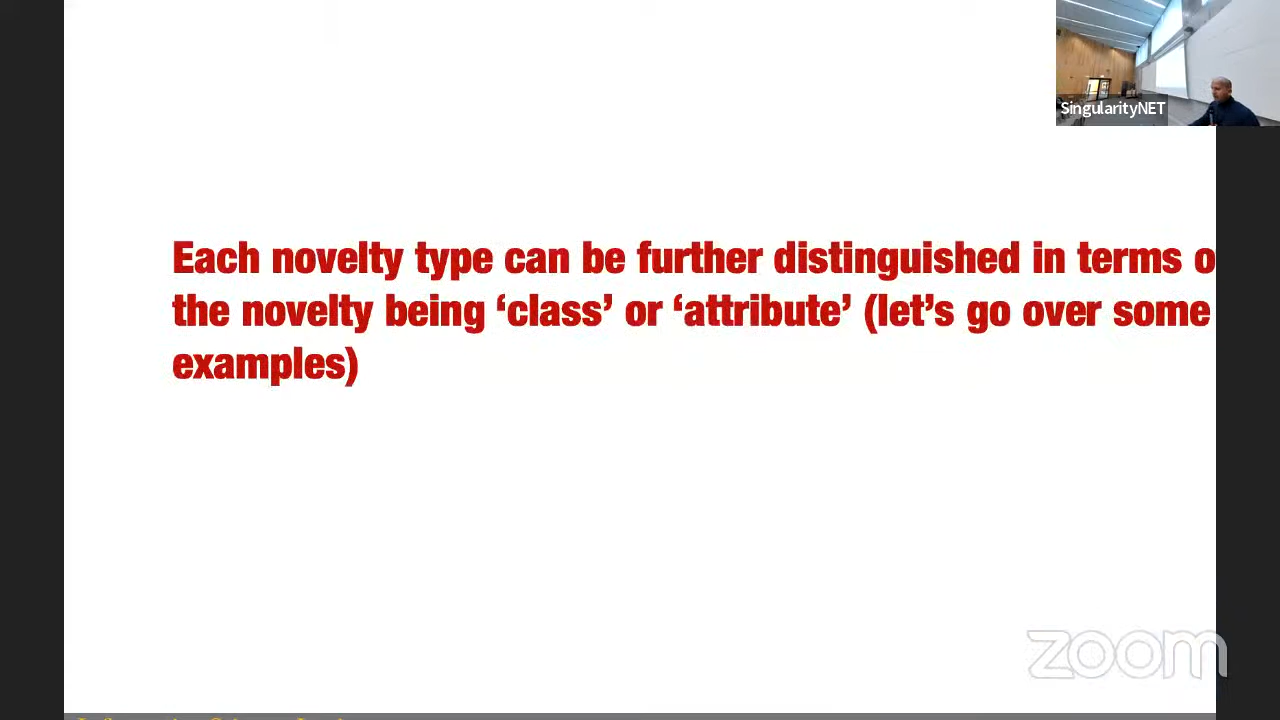 SingularityNET
Each novelty type can be further distinguished in terms o
the novelty being ‘class’ or ‘attribute’ (let’s go over some
examples)
zoom